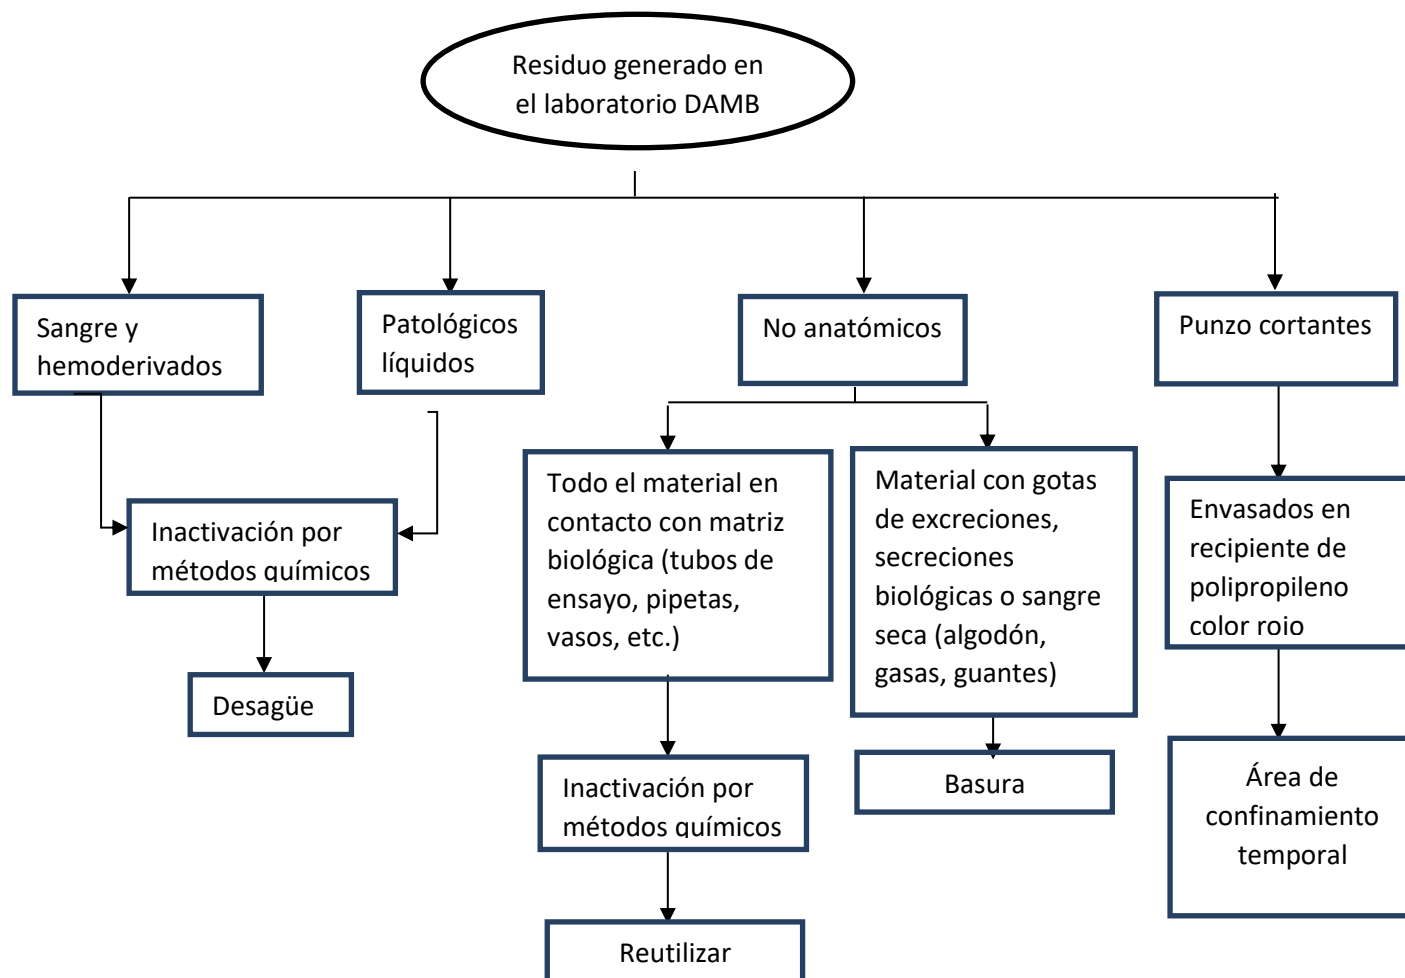 Residuo generado en
el laboratorio DAMB
Sangre y
hemoderivados
Patológicos
líquidos
No anatómicos
Punzo cortantes
Inactivación por
métodos químicos
Desagüe
Todo el material en
contacto con matriz
biológica (tubos de
ensayo, pipetas,
vasos, etc.)
Inactivación por
métodos químicos
Reutilizar
Material con gotas
de excreciones,
secreciones
biológicas o sangre
seca (algodón,
gasas, guantes)
Basura
Envasados en
recipiente de
polipropileno
color rojo
Área de
confinamiento
temporal